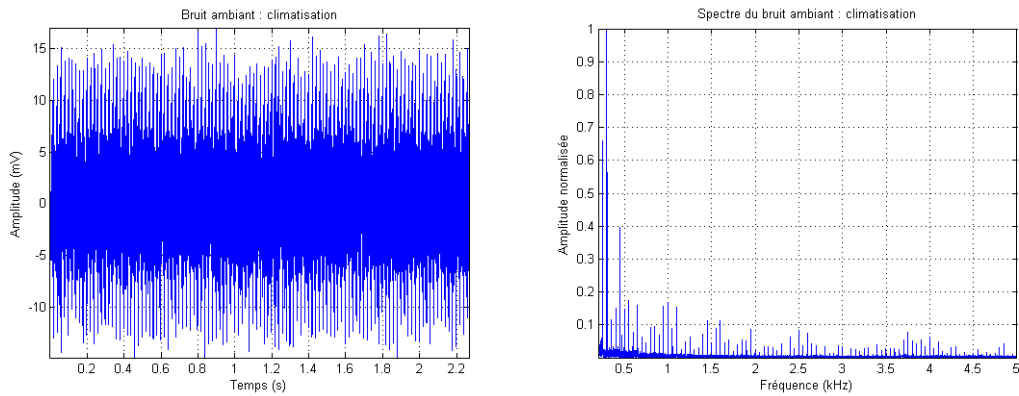 Bruit ambiant : climatisation
15
10
5
0
-5
-10
Amplitude (mV)
0.2 0.4 0.6 0.8 1 1.2 1.4 1.6 1.8 2 2.2
Temps (s)
Spectre du bruit ambiant : climatisation
1
0.9
0.8
0.7
0.6
0.5
0.4
0.3
0.2
0.1
Amplitude normalisée
0.5 1 1.5 2 2.5 3 3.5 4 4.5 5
Fréquence (kHz)